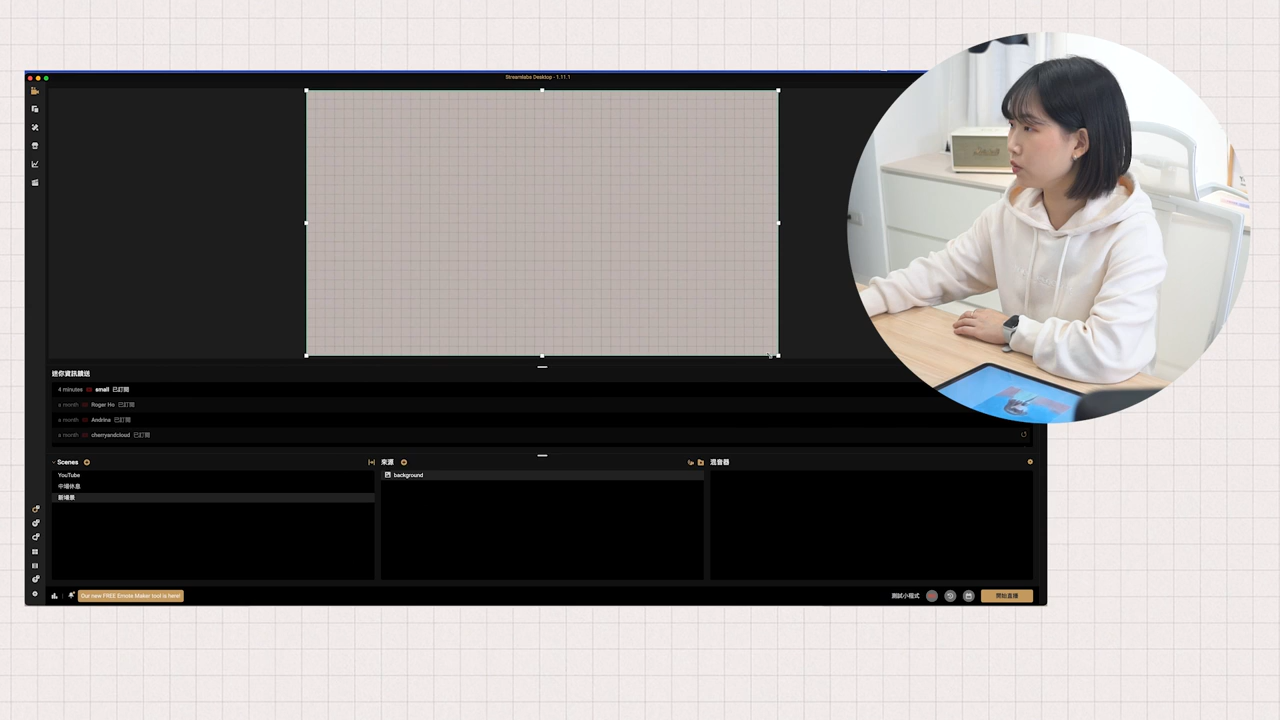 Streamlabs Desktop - 1.11.1
迷你資訊饋送
4 minutes small 已訂閱
a month Roger Ho 已訂閱
a month Andrina 已訂閱
a month cherryandcloud 已訂閱
Scenes
YouTube
中場休息
新場景
來源
background
混音器
Our new FREE Emote Maker tool is here!
測試小程式
開始直播